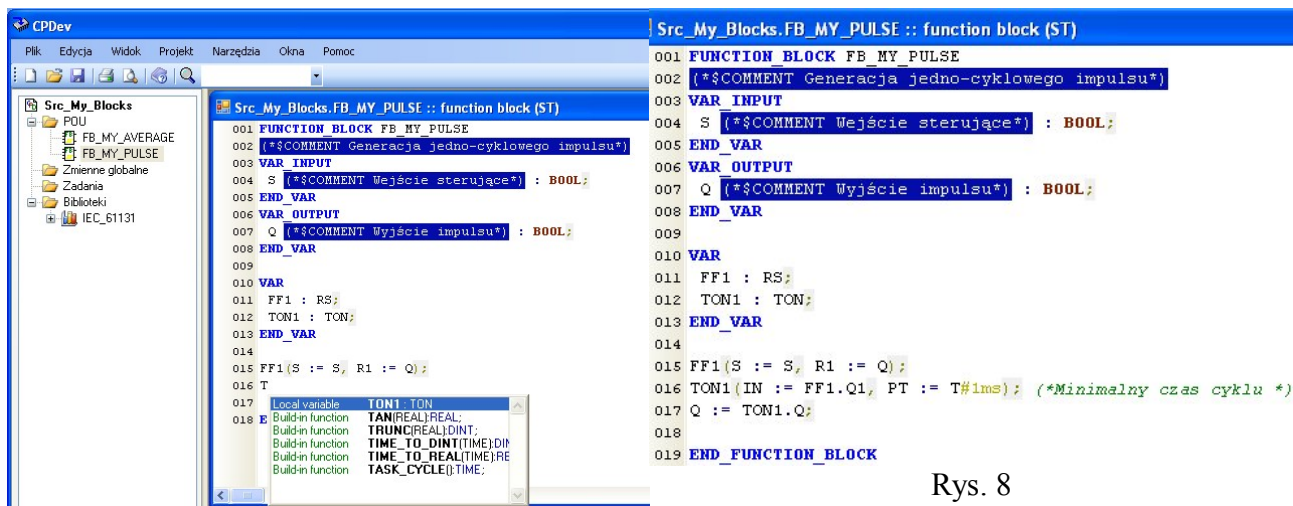 CPDev
Plik Edycja Widok Projekt Narzędzia Okna Pomoc
Src_My_Blocks
POU
FB_MY_AVERAGE
FB_MY_PULSE
Zmienne globalne
Zadania
Biblioteki
IEC_61131
Src_My_Blocks.FB_MY_PULSE :: function block (ST)
001 FUNCTION_BLOCK FB_MY_PULSE
002 (*$COMMENT Generacja jedno-cyklowego impulsu*)
003 VAR_INPUT
004 S (*$COMMENT Wejście sterujące*) : BOOL;
005 END_VAR
006 VAR_OUTPUT
007 Q (*$COMMENT Wyjście impulsu*) : BOOL;
008 END_VAR
009
010 VAR
011 FF1 : RS;
012 TON1 : TON;
013 END_VAR
014
015 FF1(S := S, R1 := Q);
016 T
017
018 E
Local variable TON1 : TON
Build-in function TAN(REAL):REAL;
Build-in function TRUNC(REAL):DINT;
Build-in function TIME_TO_DINT(TIME):DIN
Build-in function TIME_TO_REAL(TIME):RE
Build-in function TASK_CYCLE():TIME;
Src_My_Blocks.FB_MY_PULSE :: function block (ST)
001 FUNCTION_BLOCK FB_MY_PULSE
002 (*$COMMENT Generacja jedno-cyklowego impulsu*)
003 VAR_INPUT
004 S (*$COMMENT Wejście sterujące*) : BOOL;
005 END_VAR
006 VAR_OUTPUT
007 Q (*$COMMENT Wyjście impulsu*) : BOOL;
008 END_VAR
009
010 VAR
011 FF1 : RS;
012 TON1 : TON;
013 END_VAR
014
015 FF1(S := S, R1 := Q);
016 TON1(IN := FF1.Q1, PT := T#1ms); (*Minimalny czas cyklu *)
017 Q := TON1.Q;
018
019 END_FUNCTION_BLOCK
Rys. 8